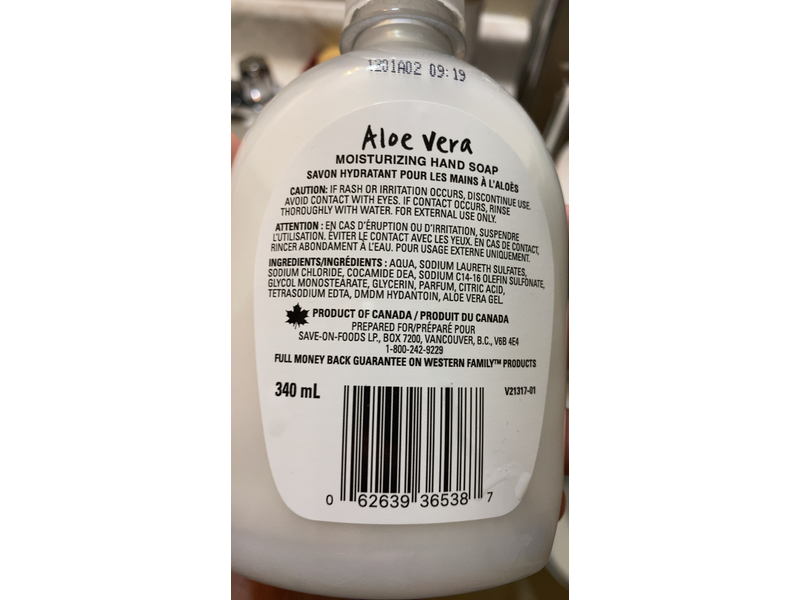 1201A02 09:19
Aloe Vera
MOISTURIZING HAND SOAP
SAVON HYDRATANT POUR LES MAINS À L'ALOÈS
CAUTION: IF RASH OR IRRITATION OCCURS, DISCONTINUE USE.
AVOID CONTACT WITH EYES. IF CONTACT OCCURS, RINSE
THOROUGHLY WITH WATER. FOR EXTERNAL USE ONLY.
ATTENTION : EN CAS D'ÉRUPTION OU D'IRRITATION, SUSPENDRE
L'UTILISATION. ÉVITER LE CONTACT AVEC LES YEUX. EN CAS DE CONTACT,
RINCER ABONDAMENT À L'EAU. POUR USAGE EXTERNE UNIQUEMENT.
INGREDIENTS/INGRÉDIENTS : AQUA, SODIUM LAURETH SULFATES,
SODIUM CHLORIDE, COCAMIDE DEA, SODIUM C14-16 OLEFIN SULFONATE,
GLYCOL MONOSTEARATE, GLYCERIN, PARFUM, CITRIC ACID,
TETRASODIUM EDTA, DMDM HYDANTOIN, ALOE VERA GEL.
PRODUCT OF CANADA / PRODUIT DU CANADA
PREPARED FOR/PRÉPARÉ POUR
SAVE-ON-FOODS LP., BOX 7200, VANCOUVER, B.C., V6B 4E4
1-800-242-9229
FULL MONEY BACK GUARANTEE ON WESTERN FAMILY™ PRODUCTS
340 mL V21317-01
0 62639 36538 7